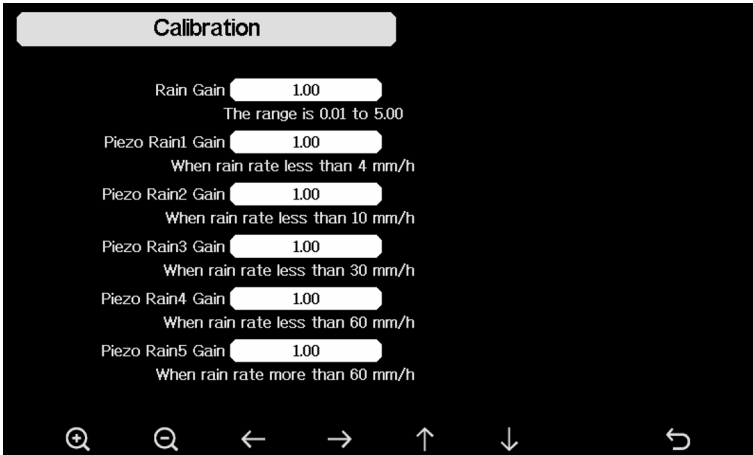 Calibration
Rain Gain 1.00
The range is 0.01 to 5.00
Piezo Rain1 Gain 1.00
When rain rate less than 4 mm/h
Piezo Rain2 Gain 1.00
When rain rate less than 10 mm/h
Piezo Rain3 Gain 1.00
When rain rate less than 30 mm/h
Piezo Rain4 Gain 1.00
When rain rate less than 60 mm/h
Piezo Rain5 Gain 1.00
When rain rate more than 60 mm/h